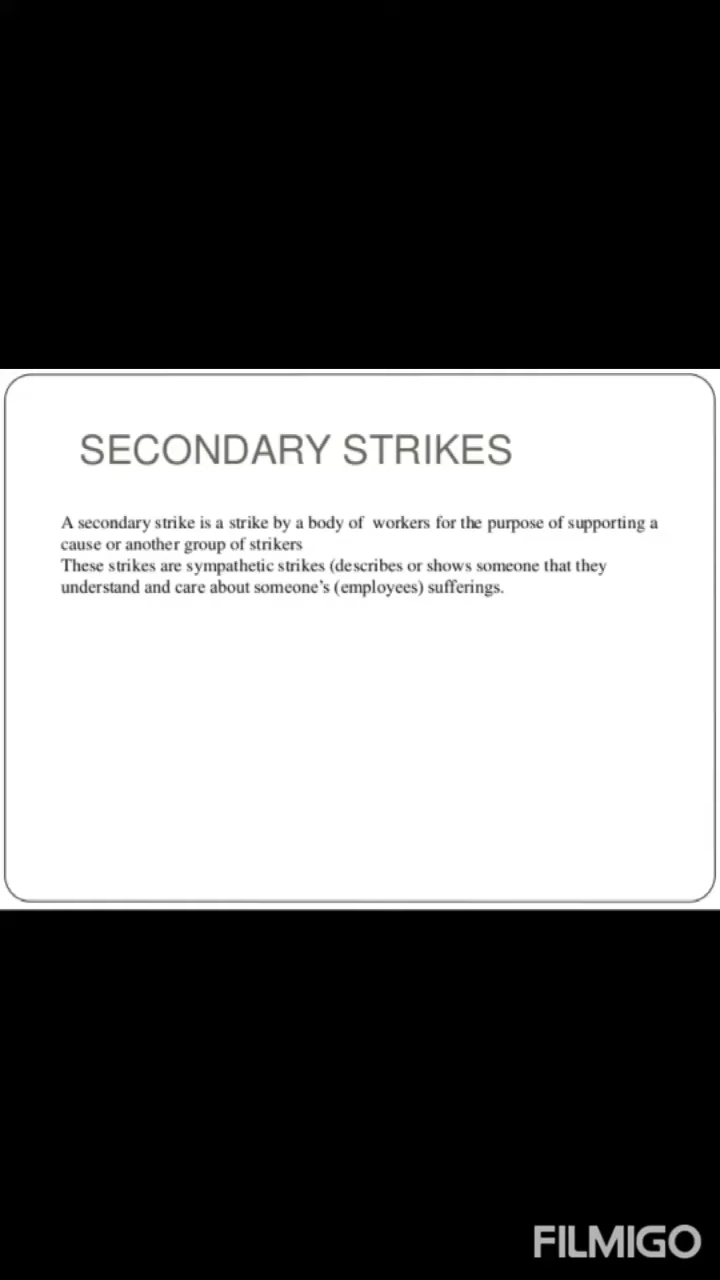 SECONDARY STRIKES
A secondary strike is a strike by a body of workers for the purpose of supporting a
cause or another group of strikers
These strikes are sympathetic strikes (describes or shows someone that they
understand and care about someone’s (employees) sufferings.
FILMIGO